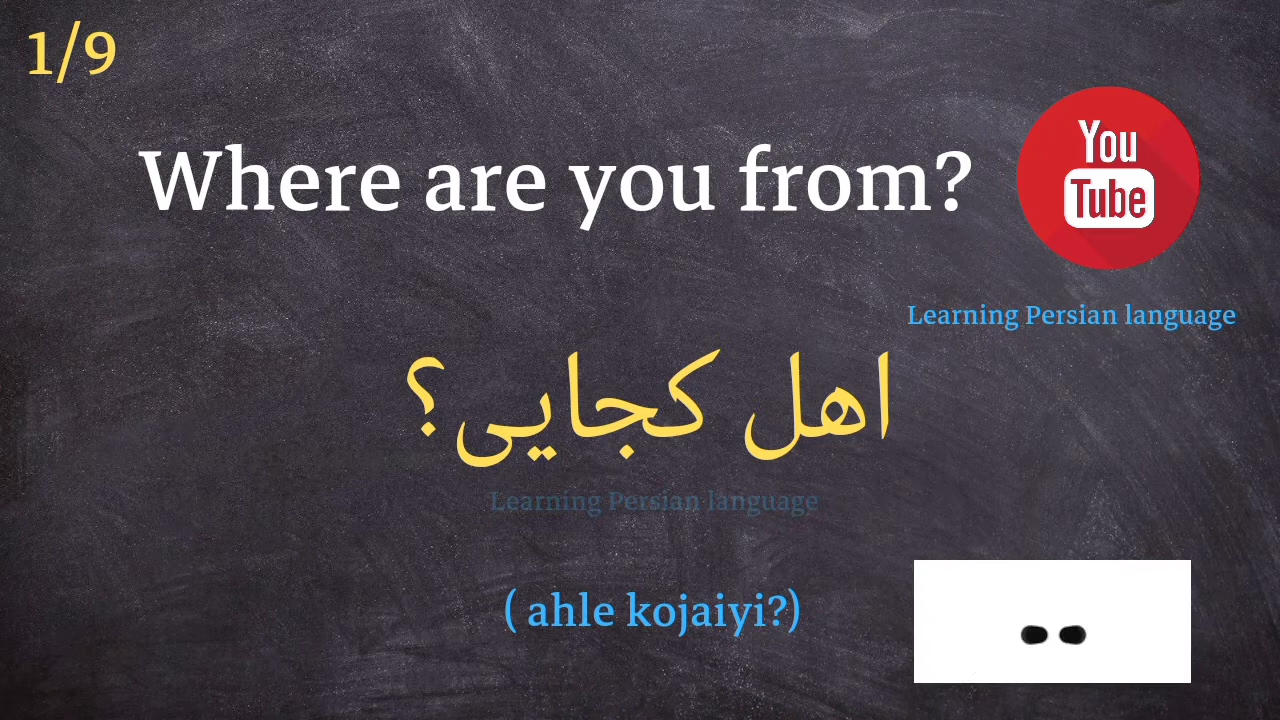 1/9
Where are you from?
You
Tube
Learning Persian language
اهل کجایی؟
Learning Persian language
( ahle kojaiyi?)